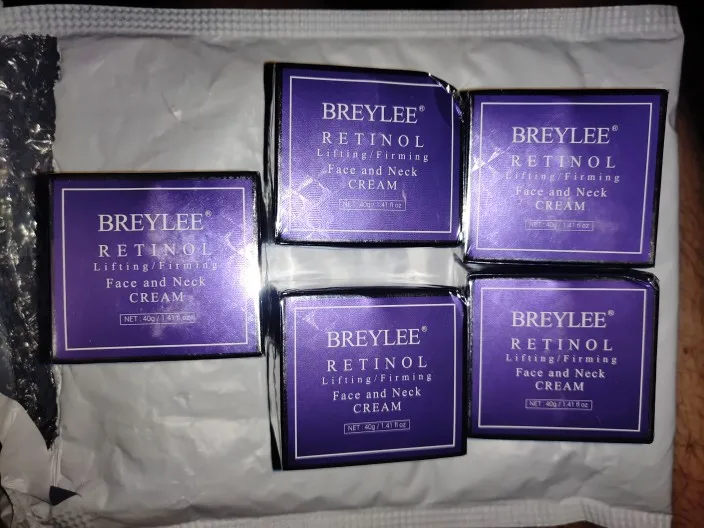 BREYLEE®
RETINOL
Lifting/Firming
Face and Neck
CREAM
NET : 40g / 1.41 fl oz
BREYLEE®
RETINOL
Lifting/Firming
Face and Neck
CREAM
NET : 40g / 1.41 fl oz
BREYLEE®
RETINOL
Lifting/Firming
Face and Neck
CREAM
NET : 40g / 1.41 fl oz
BREYLEE®
RETINOL
Lifting/Firming
Face and Neck
CREAM
NET : 40g / 1.41 fl oz
BREYLEE®
RETINOL
Lifting/Firming
Face and Neck
CREAM
NET : 40g / 1.41 fl oz